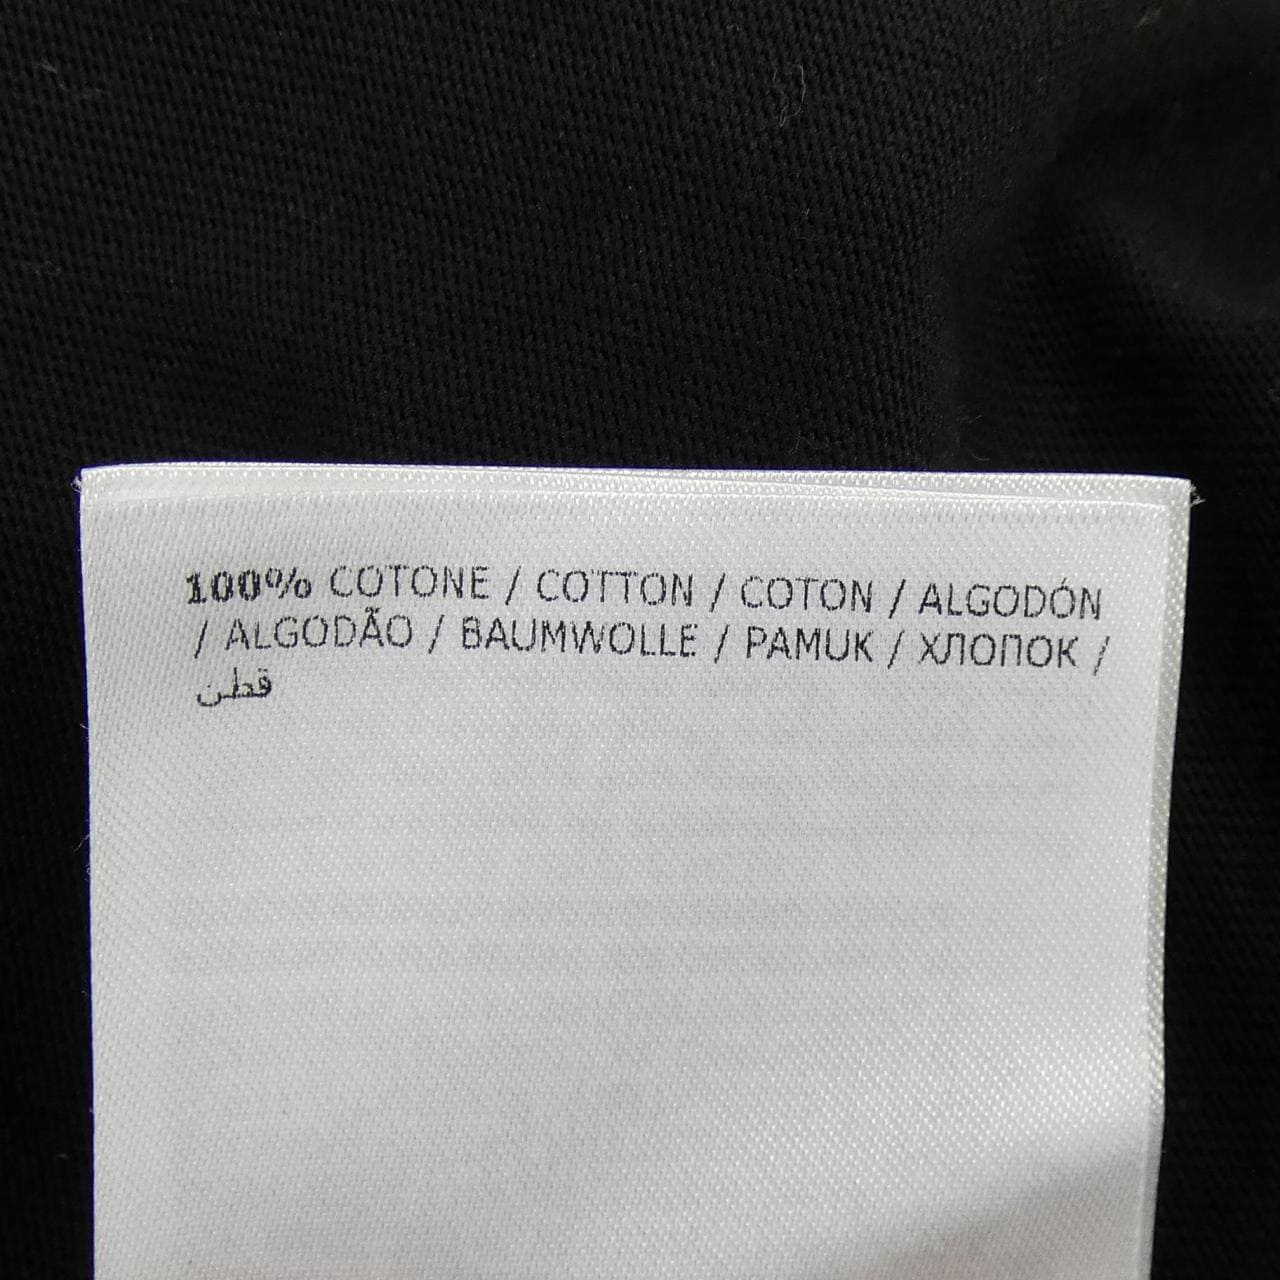 100% COTONE / COTTON / COTON / ALGODÓN
/ ALGODÃO / BAUMWOLLE / PAMUK / ХЛОПОК /
قطن